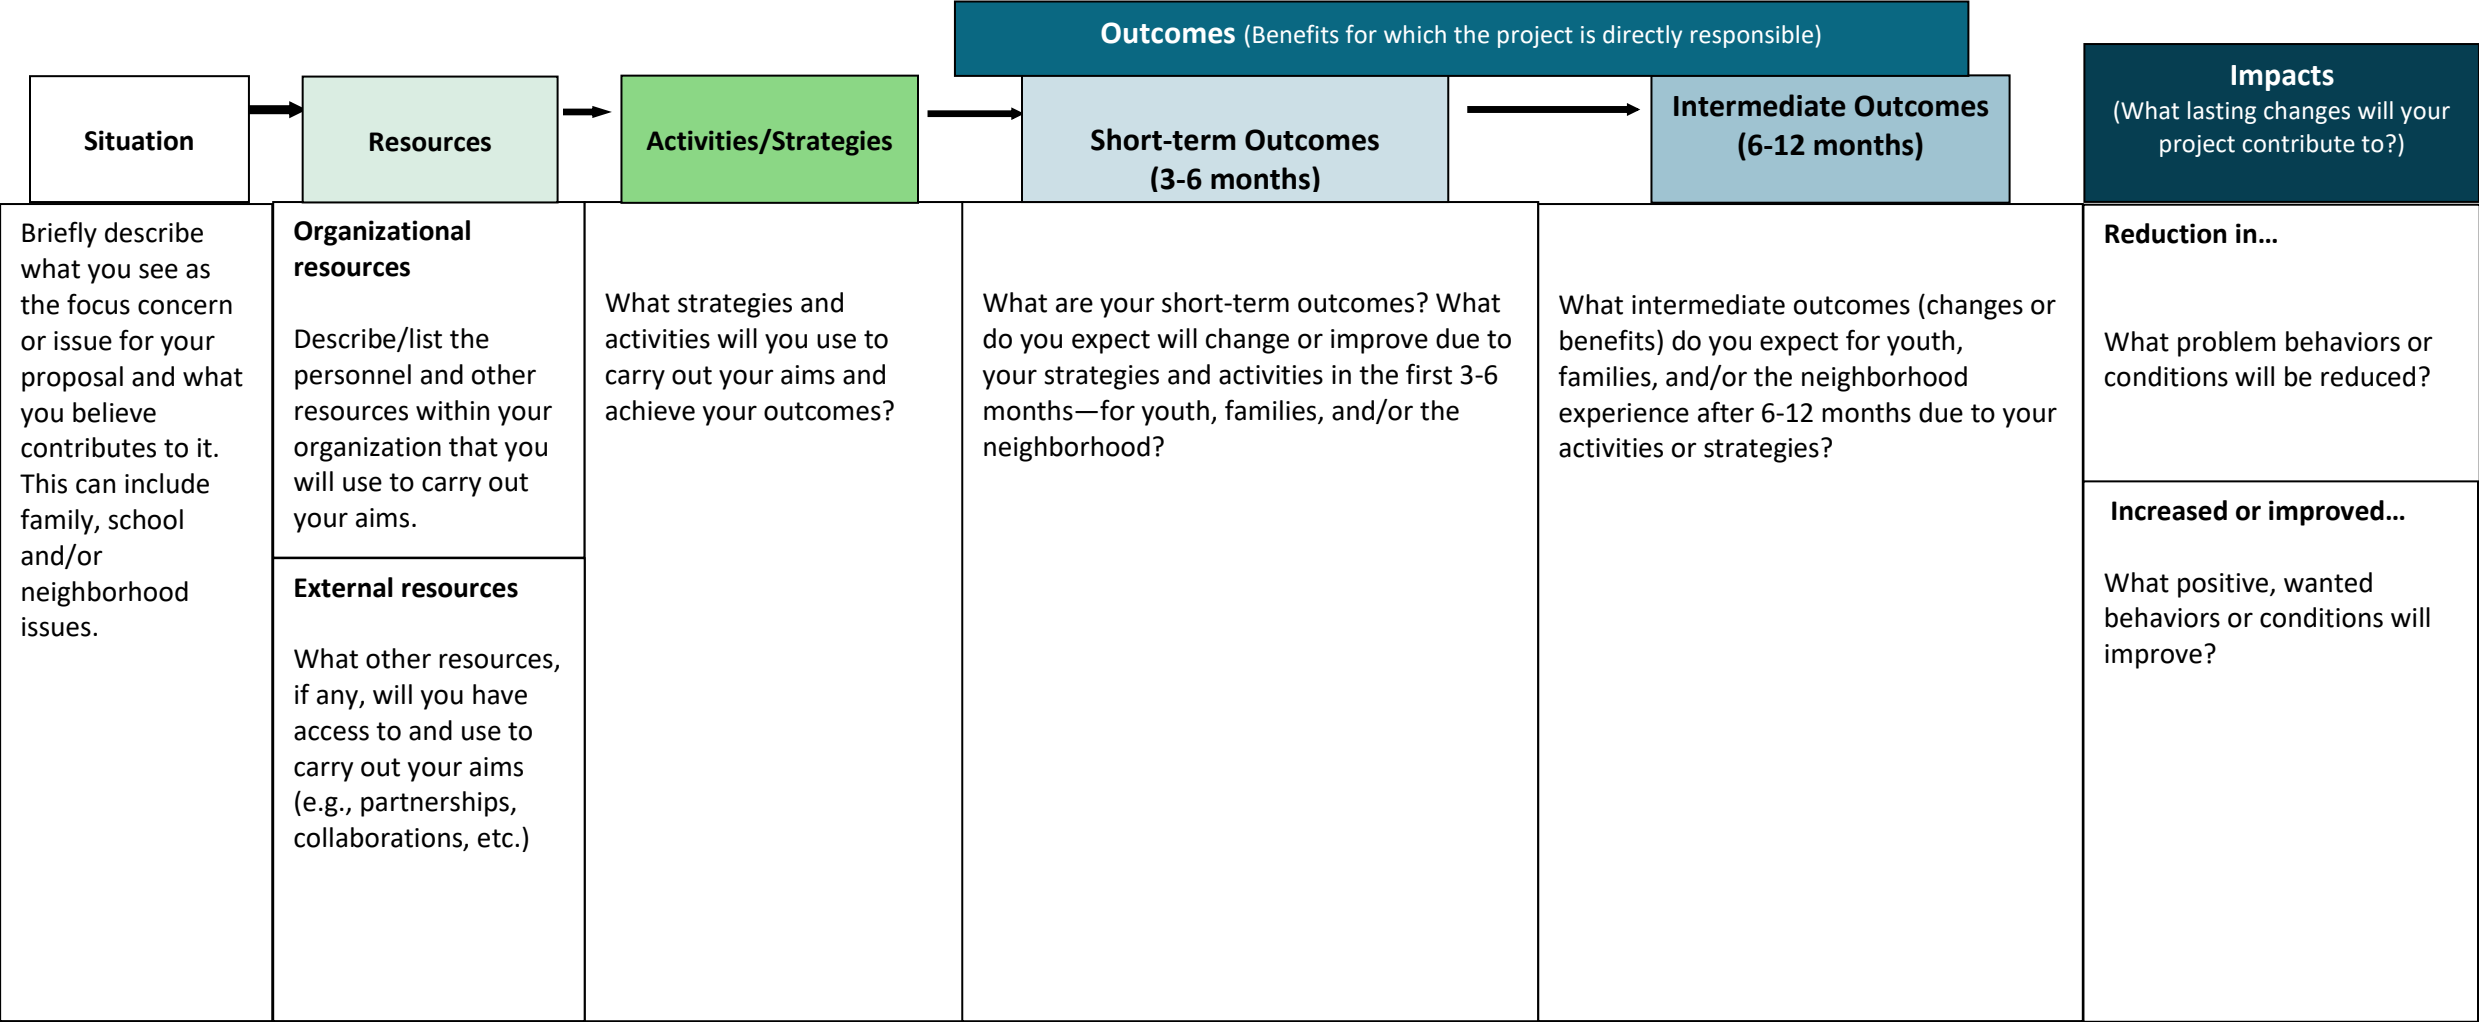 Outcomes (Benefits for which the project is directly responsible)
Situation
Resources
Activities/Strategies
Short-term Outcomes
(3-6 months)
Intermediate Outcomes
(6-12 months)
Impacts
(What lasting changes will your
project contribute to?)
Briefly describe
what you see as
the focus concern
or issue for your
proposal and what
you believe
contributes to it.
This can include
family, school
and/or
neighborhood
issues.
Organizational
resources
Describe/list the
personnel and other
resources within your
organization that you
will use to carry out
your aims.
External resources
What other resources,
if any, will you have
access to and use to
carry out your aims
(e.g., partnerships,
collaborations, etc.)
What strategies and
activities will you use to
carry out your aims and
achieve your outcomes?
What are your short-term outcomes? What
do you expect will change or improve due to
your strategies and activities in the first 3-6
months—for youth, families, and/or the
neighborhood?
What intermediate outcomes (changes or
benefits) do you expect for youth,
families, and/or the neighborhood
experience after 6-12 months due to your
activities or strategies?
Reduction in…
What problem behaviors or
conditions will be reduced?
Increased or improved…
What positive, wanted
behaviors or conditions will
improve?